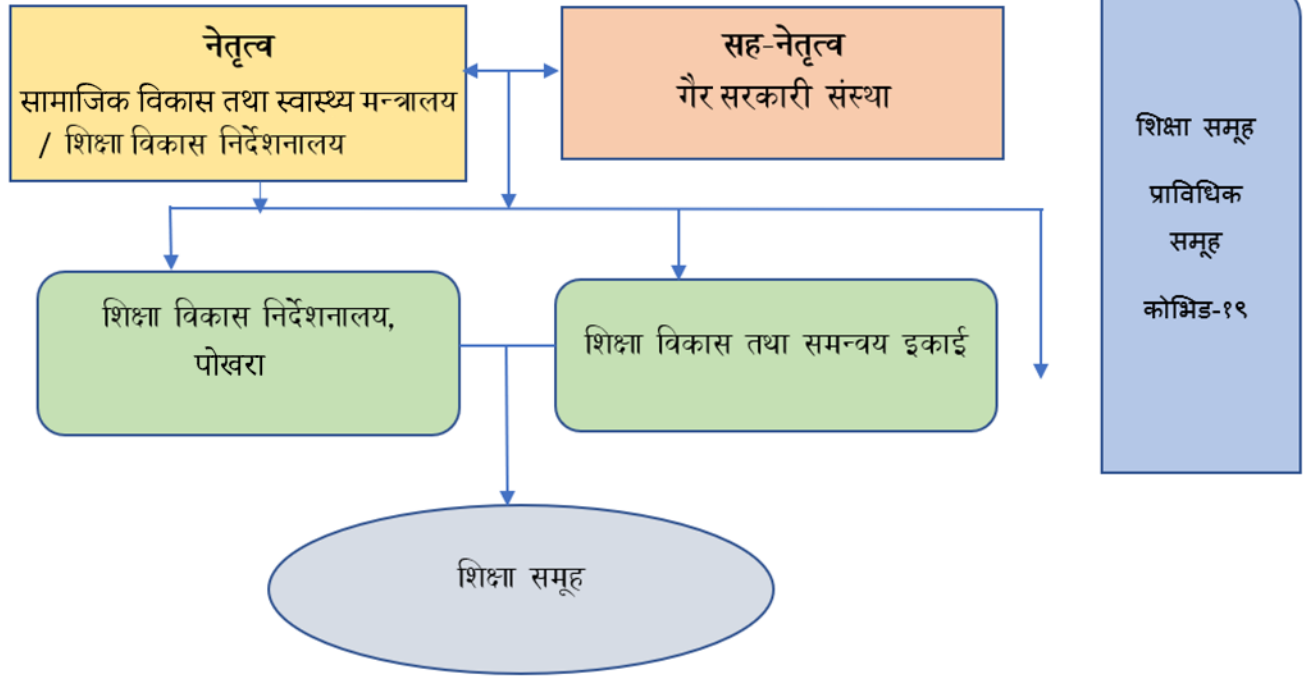 नेतृत्व
सामाजिक विकास तथा स्वास्थ्य मन्त्रालय
/ शिक्षा विकास निर्देशनालय
सह-नेतृत्व
गैर सरकारी संस्था
शिक्षा विकास निर्देशनालय,
पोखरा
शिक्षा विकास तथा समन्वय इकाई
शिक्षा समूह
शिक्षा समूह
प्राविधिक
समूह
कोभिड-१९